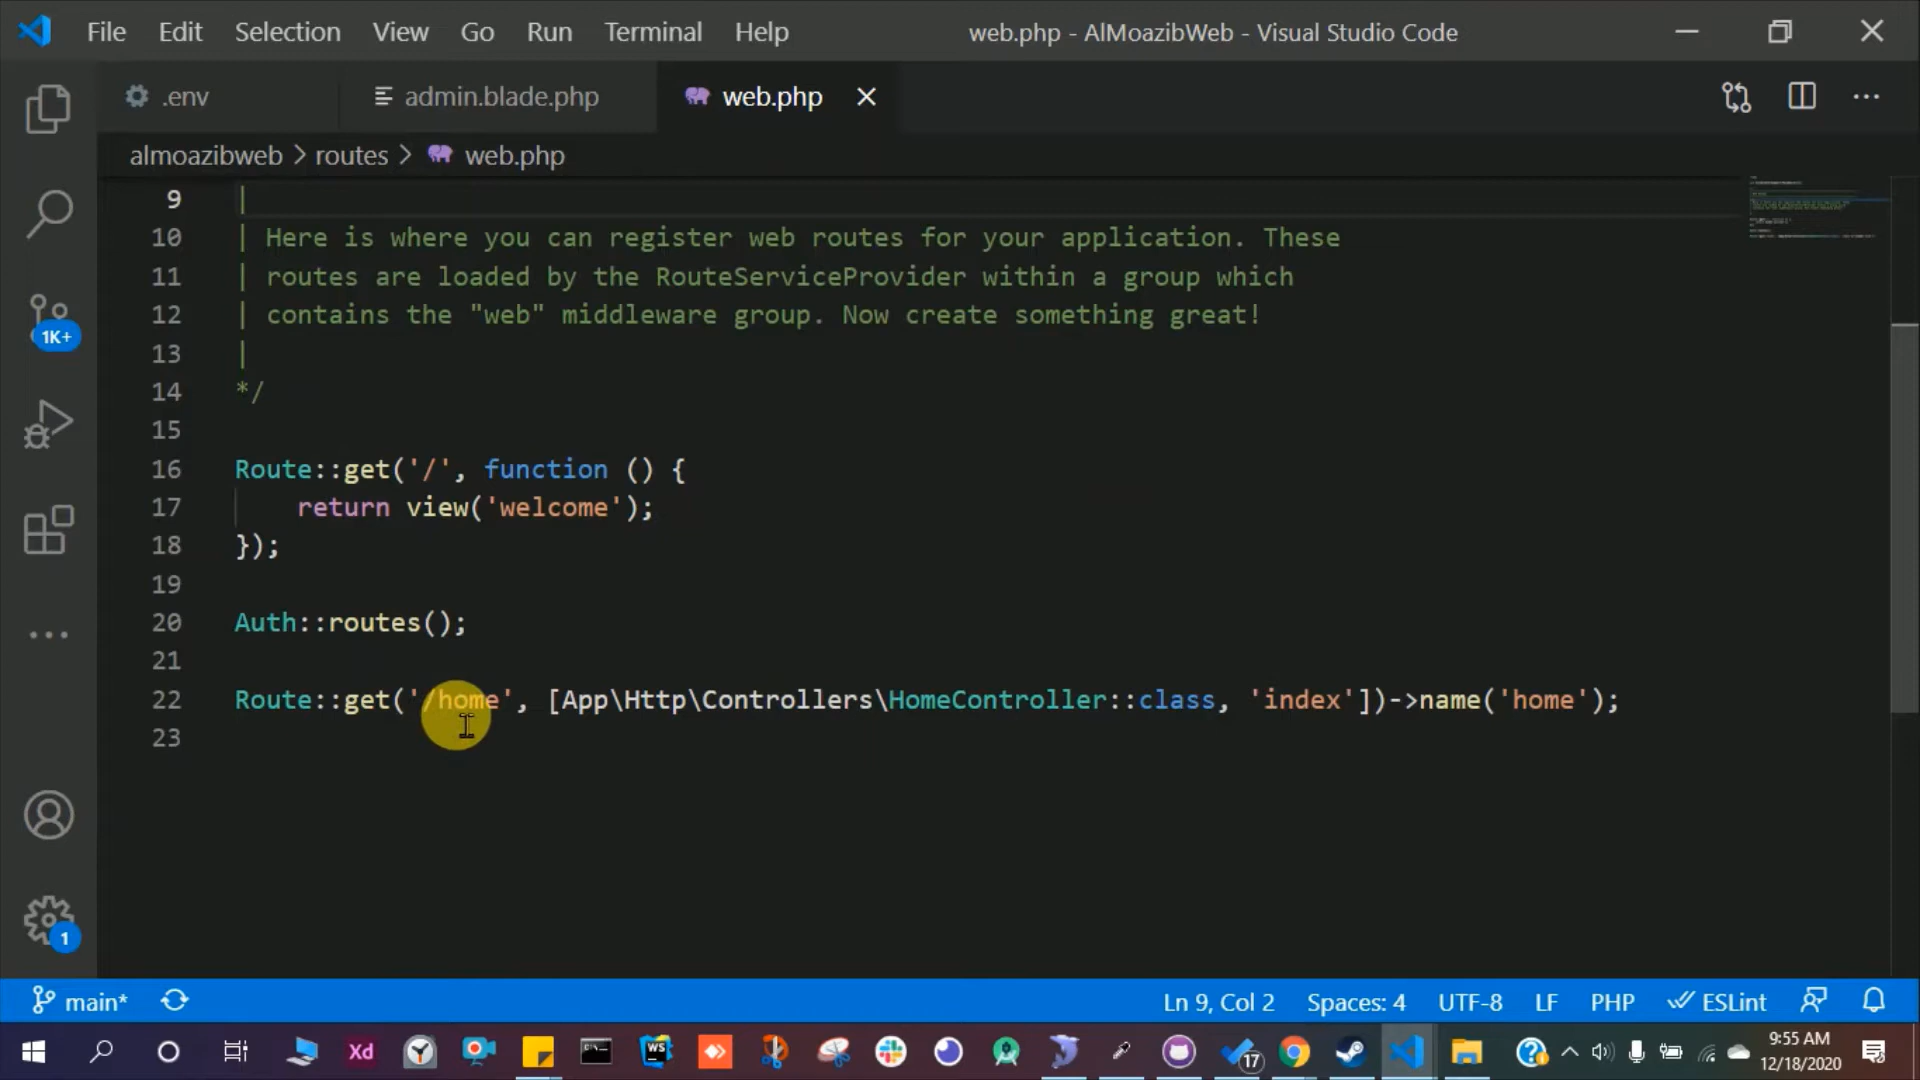 File Edit Selection View Go Run Terminal Help web.php - AlMoazibWeb - Visual Studio Code
.env admin.blade.php web.php
almoazibweb > routes > web.php
9 |
10 | Here is where you can register web routes for your application. These
11 | routes are loaded by the RouteServiceProvider within a group which
12 | contains the "web" middleware group. Now create something great!
13 |
14 */
15
16 Route::get('/', function () {
17 return view('welcome');
18 });
19
20 Auth::routes();
21
22 Route::get('/home', [App\Http\Controllers\HomeController::class, 'index'])->name('home');
23
1K+
1
main* Ln 9, Col 2 Spaces: 4 UTF-8 LF PHP ESLint
Xd WS 17 9:55 AM
12/18/2020